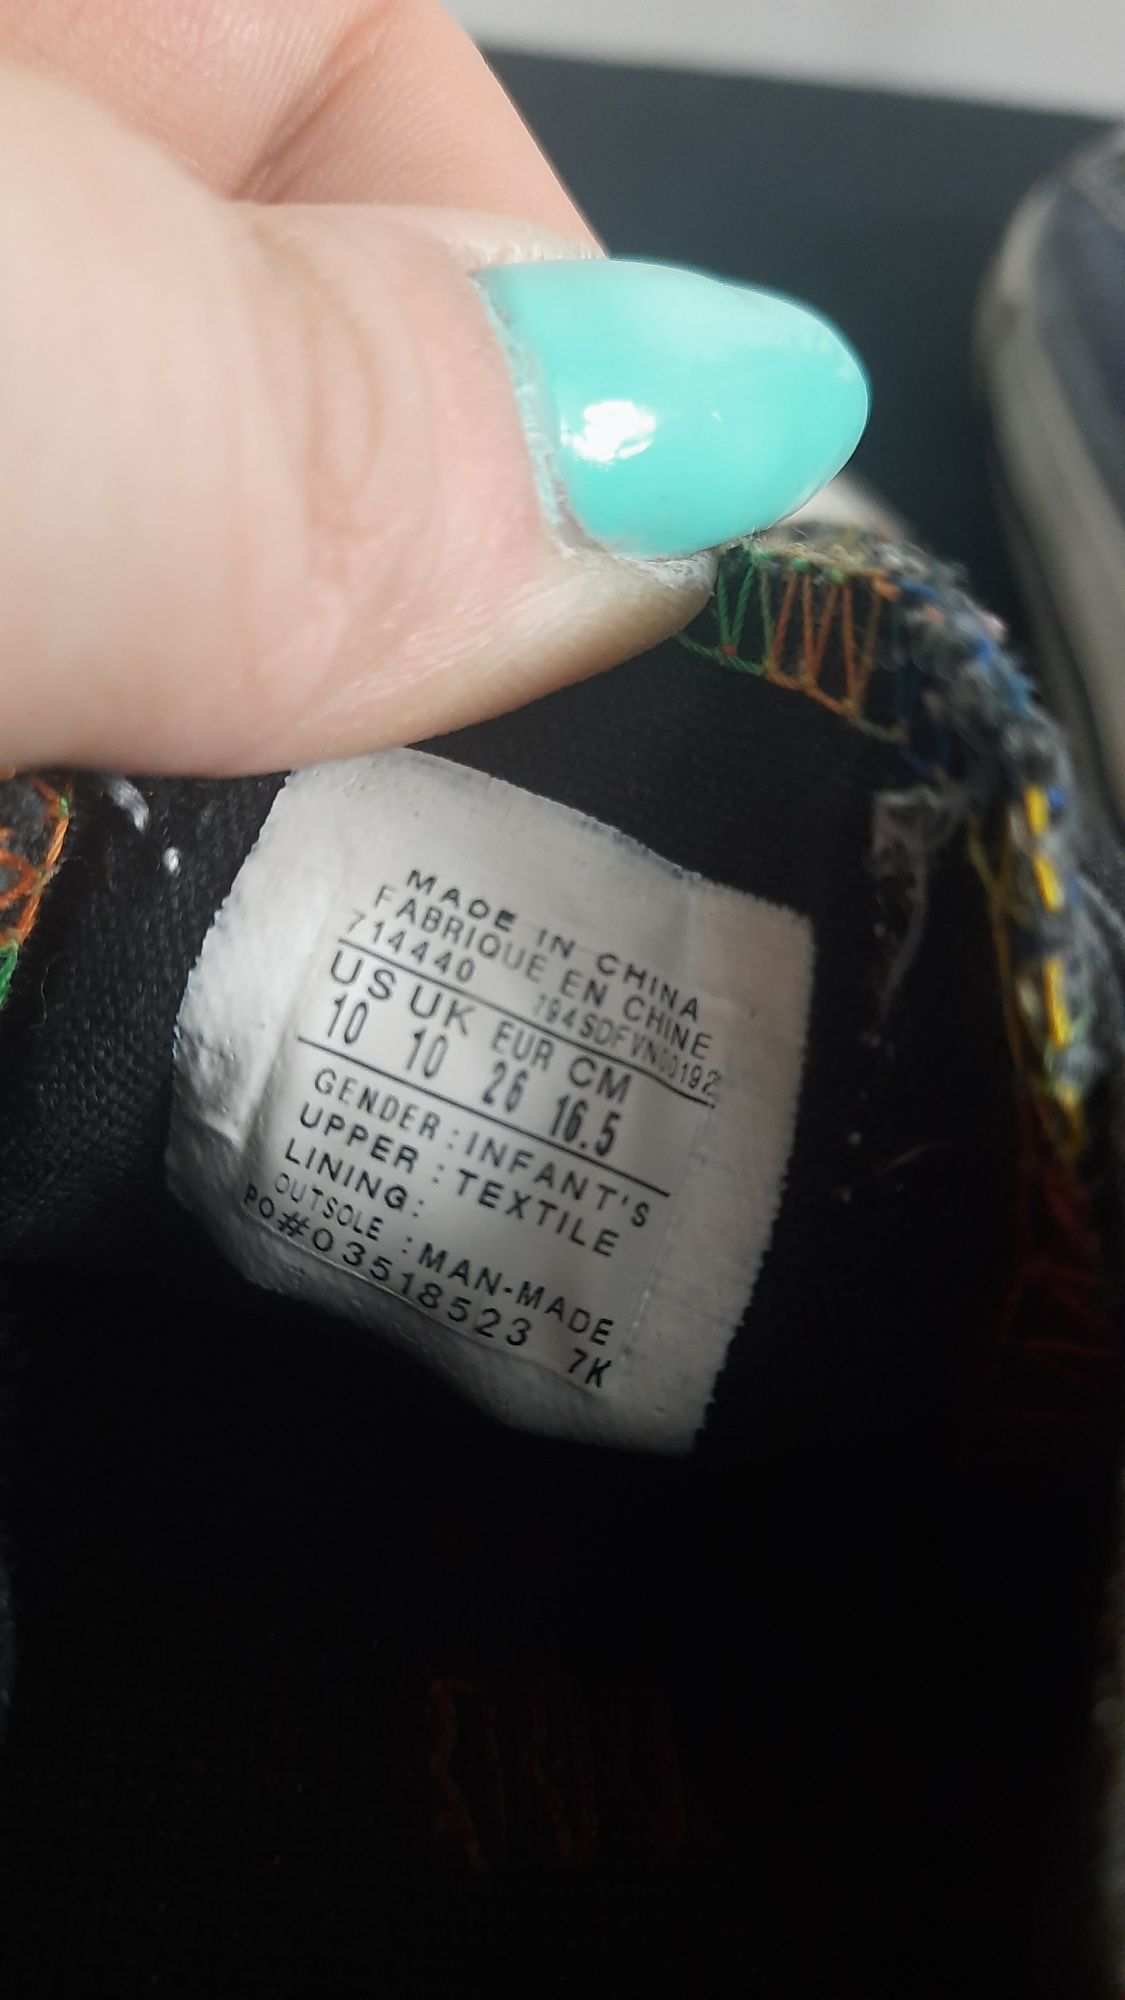 MADE IN CHINA
FABRIQUE EN CHINE
714440 794SDFVN00192
US UK EUR CM
10 10 26 16.5
GENDER : INFANT'S
UPPER : TEXTILE
LINING :
OUTSOLE : MAN-MADE
PO#03518523 7K